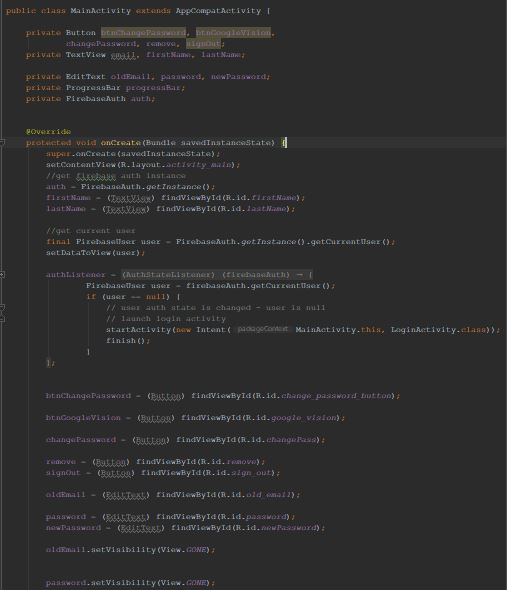 public class MainActivity extends AppCompatActivity {
private Button btnChangePassword, btnGoogleVision,
changePassword, remove, signOut;
private TextView email, firstName, lastName;
private EditText oldEmail, password, newPassword;
private ProgressBar progressBar;
private FirebaseAuth auth;
@Override
protected void onCreate(Bundle savedInstanceState) {
super.onCreate(savedInstanceState);
setContentView(R.layout.activity_main);
//get firebase auth instance
auth = FirebaseAuth.getInstance();
firstName = (TextView) findViewById(R.id.firstName);
lastName = (TextView) findViewById(R.id.lastName);
//get current user
final FirebaseUser user = FirebaseAuth.getInstance().getCurrentUser();
setDataToView(user);
authListener = (AuthStateListener) (firebaseAuth) → {
FirebaseUser user = firebaseAuth.getCurrentUser();
if (user == null) {
// user auth state is changed - user is null
// launch login activity
startActivity(new Intent( packageContext: MainActivity.this, LoginActivity.class));
finish();
}
};
btnChangePassword = (Button) findViewById(R.id.change_password_button);
btnGoogleVision = (Button) findViewById(R.id.google_vision);
changePassword = (Button) findViewById(R.id.changePass);
remove = (Button) findViewById(R.id.remove);
signOut = (Button) findViewById(R.id.sign_out);
oldEmail = (EditText) findViewById(R.id.old_email);
password = (EditText) findViewById(R.id.password);
newPassword = (EditText) findViewById(R.id.newPassword);
oldEmail.setVisibility(View.GONE);
password.setVisibility(View.GONE);